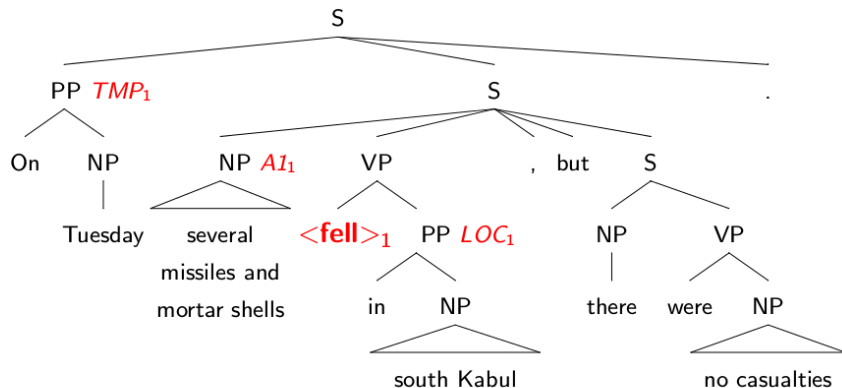 S
PP TMP₁ S .
On NP NP A1₁ VP , but S
Tuesday several <fell>₁ PP LOC₁ NP VP
missiles and
mortar shells in NP there were NP
south Kabul no casualties